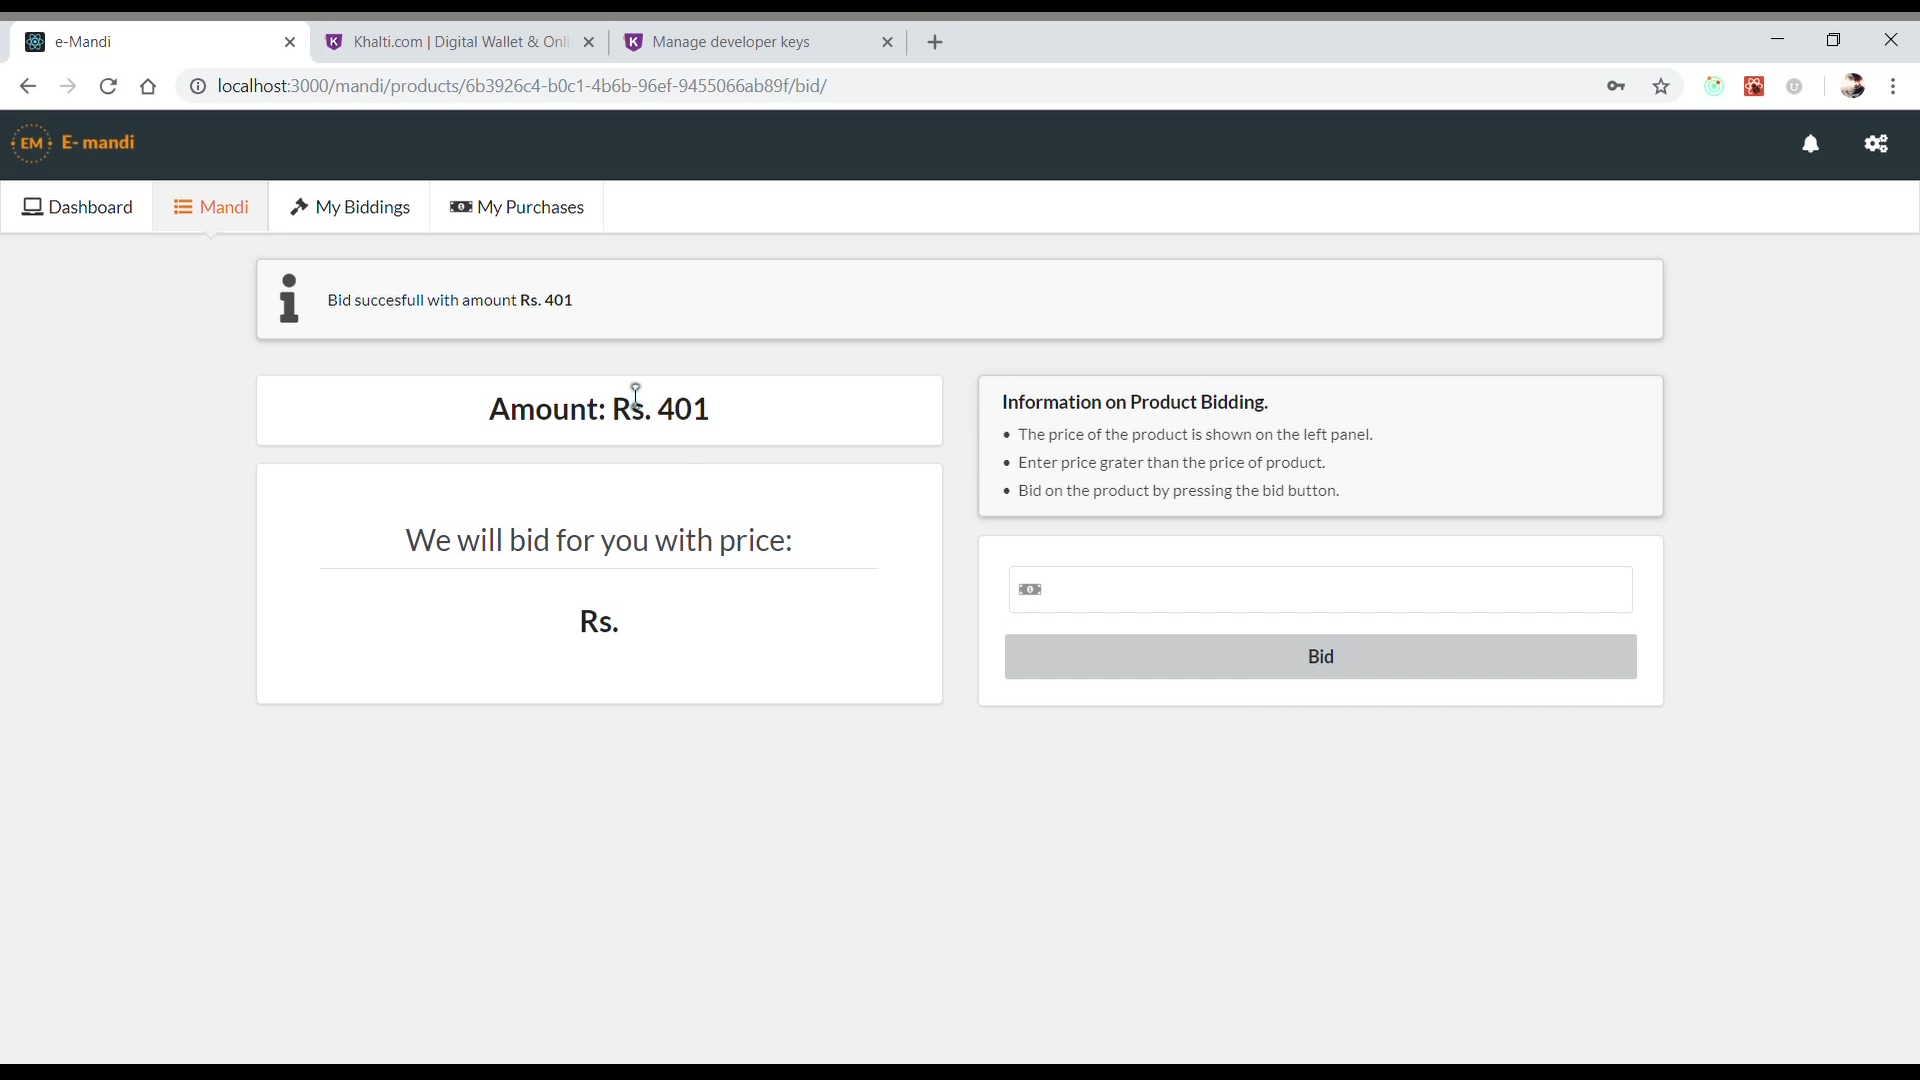 e-Mandi
Khalti.com | Digital Wallet & Onli
Manage developer keys
localhost:3000/mandi/products/6b3926c4-b0c1-4b6b-96ef-9455066ab89f/bid/
EM E- mandi
Dashboard
Mandi
My Biddings
My Purchases
Bid succesfull with amount Rs. 401
Amount: Rs. 401
We will bid for you with price:
Rs.
Information on Product Bidding.
• The price of the product is shown on the left panel.
• Enter price grater than the price of product.
• Bid on the product by pressing the bid button.
Bid